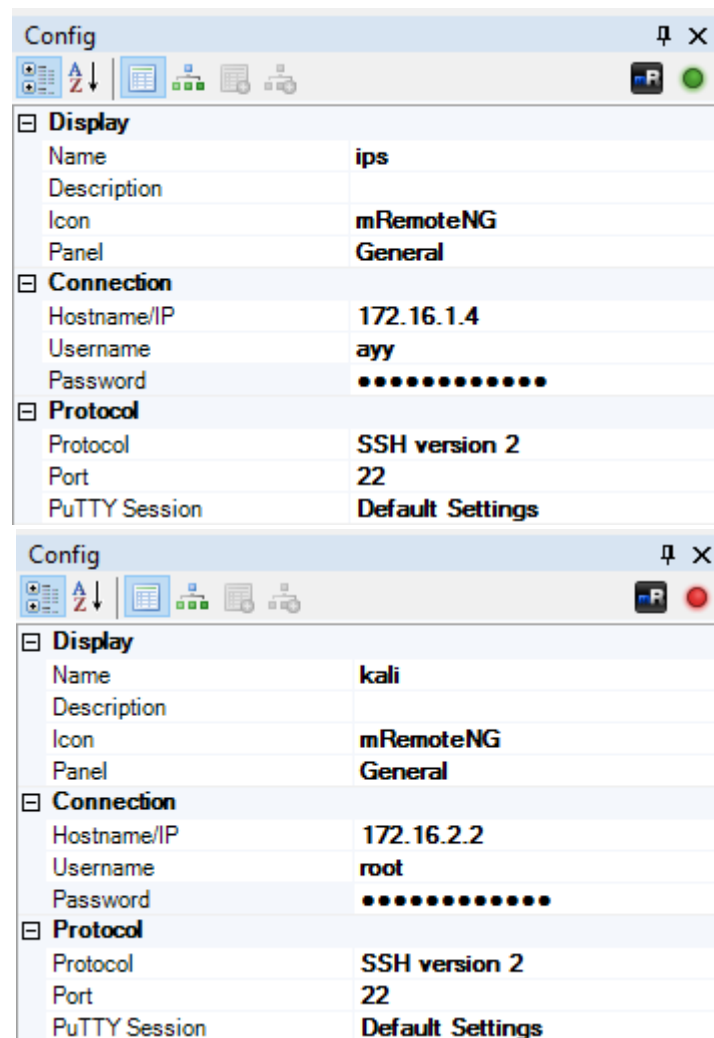 Config
Display
Name ips
Description
Icon mRemoteNG
Panel General
Connection
Hostname/IP 172.16.1.4
Username ayy
Password ●●●●●●●●●●●●
Protocol
Protocol SSH version 2
Port 22
PuTTY Session Default Settings
Config
Display
Name kali
Description
Icon mRemoteNG
Panel General
Connection
Hostname/IP 172.16.2.2
Username root
Password ●●●●●●●●●●●●
Protocol
Protocol SSH version 2
Port 22
PuTTY Session Default Settings